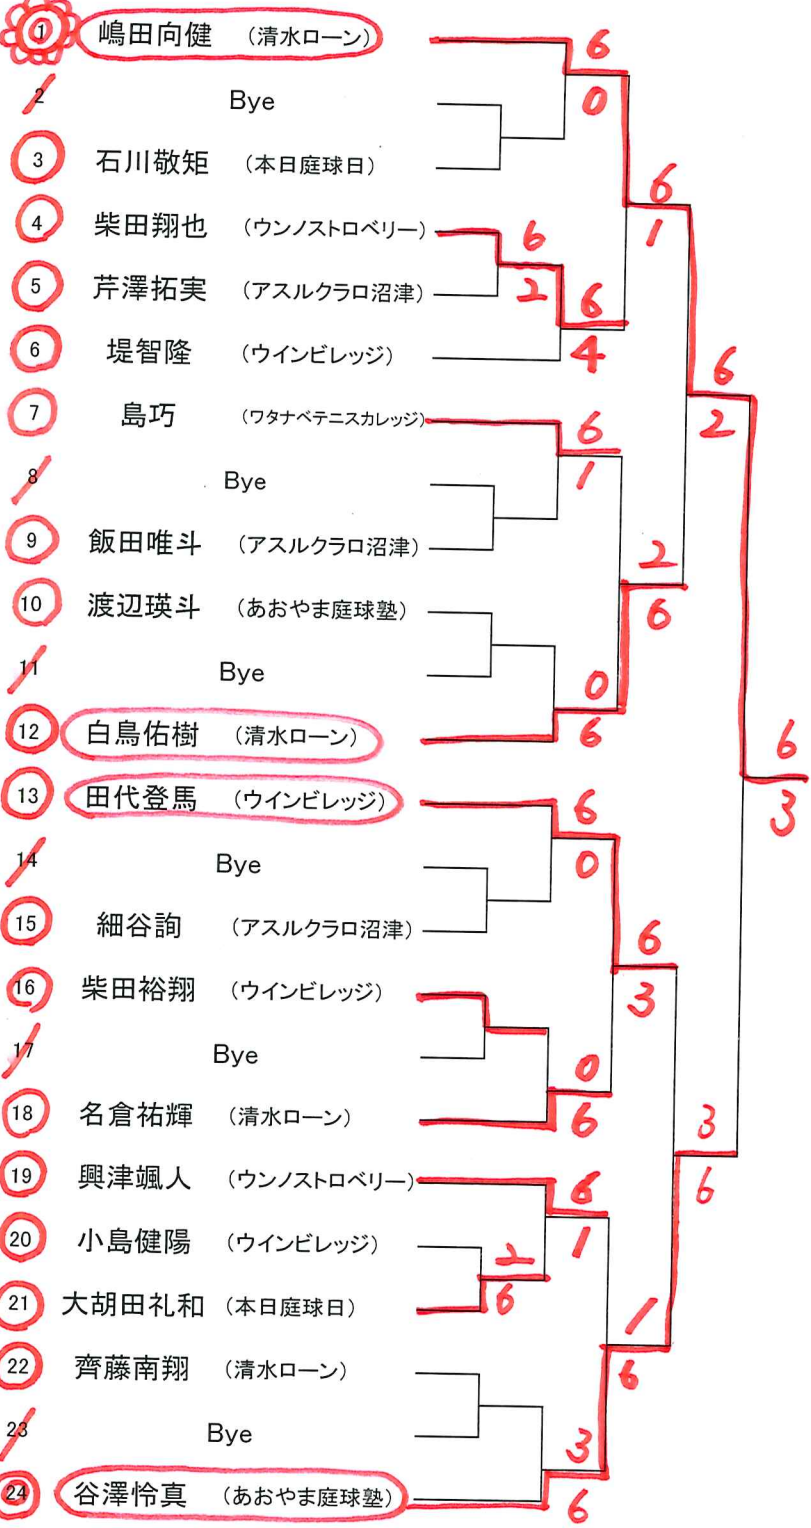 1 嶋田向健 （清水ローン）
6
2 Bye
0
3 石川敬矩 （本日庭球日）
6
1
4 柴田翔也 （ウンノストロベリー）
6
5 芹澤拓実 （アスルクラロ沼津）
2
6
6 堤智隆 （ウインビレッジ）
4
6
2
7 島巧 （ワタナベテニスカレッジ）
6
1
8 Bye
9 飯田唯斗 （アスルクラロ沼津）
2
6
10 渡辺瑛斗 （あおやま庭球塾）
11 Bye
0
12 白鳥佑樹 （清水ローン）
6
6
3
13 田代登馬 （ウインビレッジ）
6
14 Bye
0
15 細谷詢 （アスルクラロ沼津）
6
16 柴田裕翔 （ウインビレッジ）
3
17 Bye
0
18 名倉祐輝 （清水ローン）
6
3
19 興津颯人 （ウンノストロベリー）
6
6
20 小島健陽 （ウインビレッジ）
1
2
21 大胡田礼和 （本日庭球日）
6
1
22 齊藤南翔 （清水ローン）
6
23 Bye
3
24 谷澤怜真 （あおやま庭球塾）
6